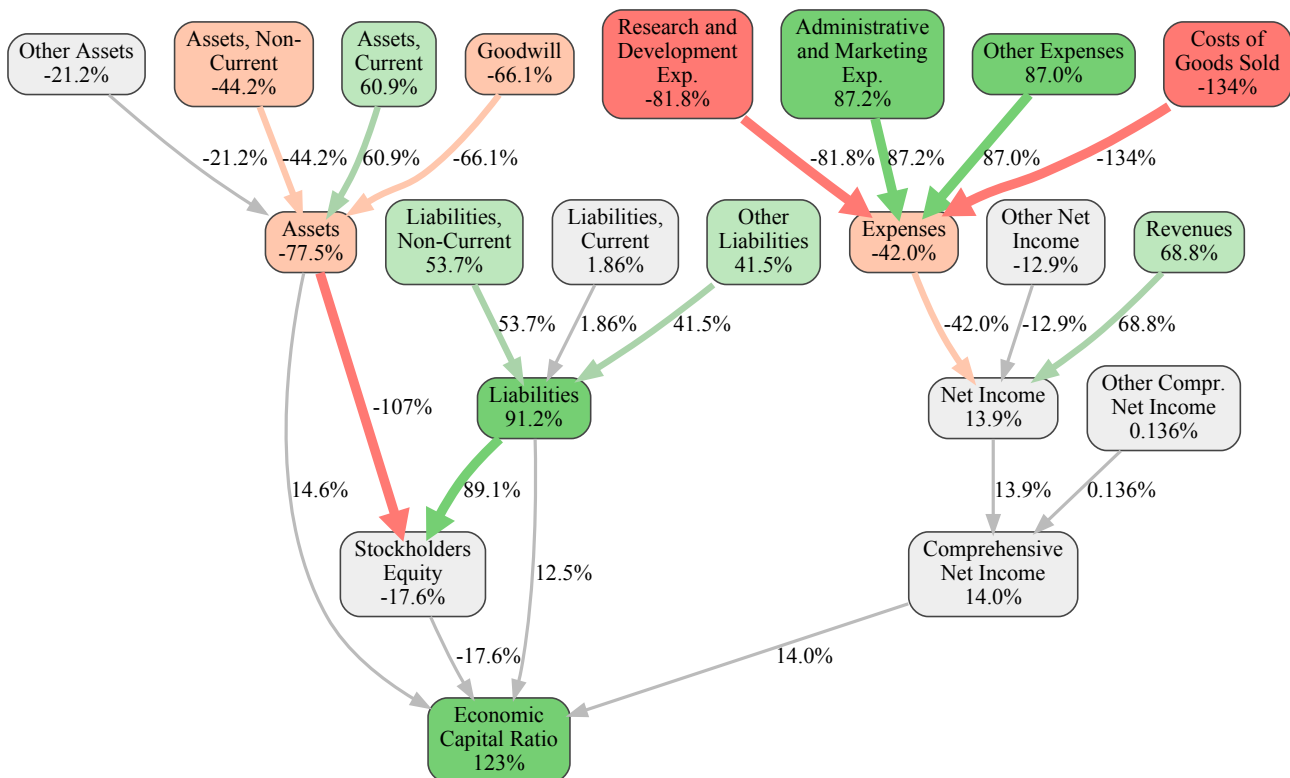 Other Assets
-21.2%
Assets, Non-
Current
-44.2%
Assets,
Current
60.9%
Goodwill
-66.1%
Research and
Development
Exp.
-81.8%
Administrative
and Marketing
Exp.
87.2%
Other Expenses
87.0%
Costs of
Goods Sold
-134%
-21.2%
-44.2%
60.9%
-66.1%
-81.8%
87.2%
87.0%
-134%
Assets
-77.5%
Liabilities,
Non-Current
53.7%
Liabilities,
Current
1.86%
Other
Liabilities
41.5%
Expenses
-42.0%
Other Net
Income
-12.9%
Revenues
68.8%
53.7%
1.86%
41.5%
-42.0%
-12.9%
68.8%
-107%
Liabilities
91.2%
Net Income
13.9%
Other Compr.
Net Income
0.136%
14.6%
89.1%
13.9%
0.136%
Stockholders
Equity
-17.6%
12.5%
Comprehensive
Net Income
14.0%
-17.6%
14.0%
Economic
Capital Ratio
123%